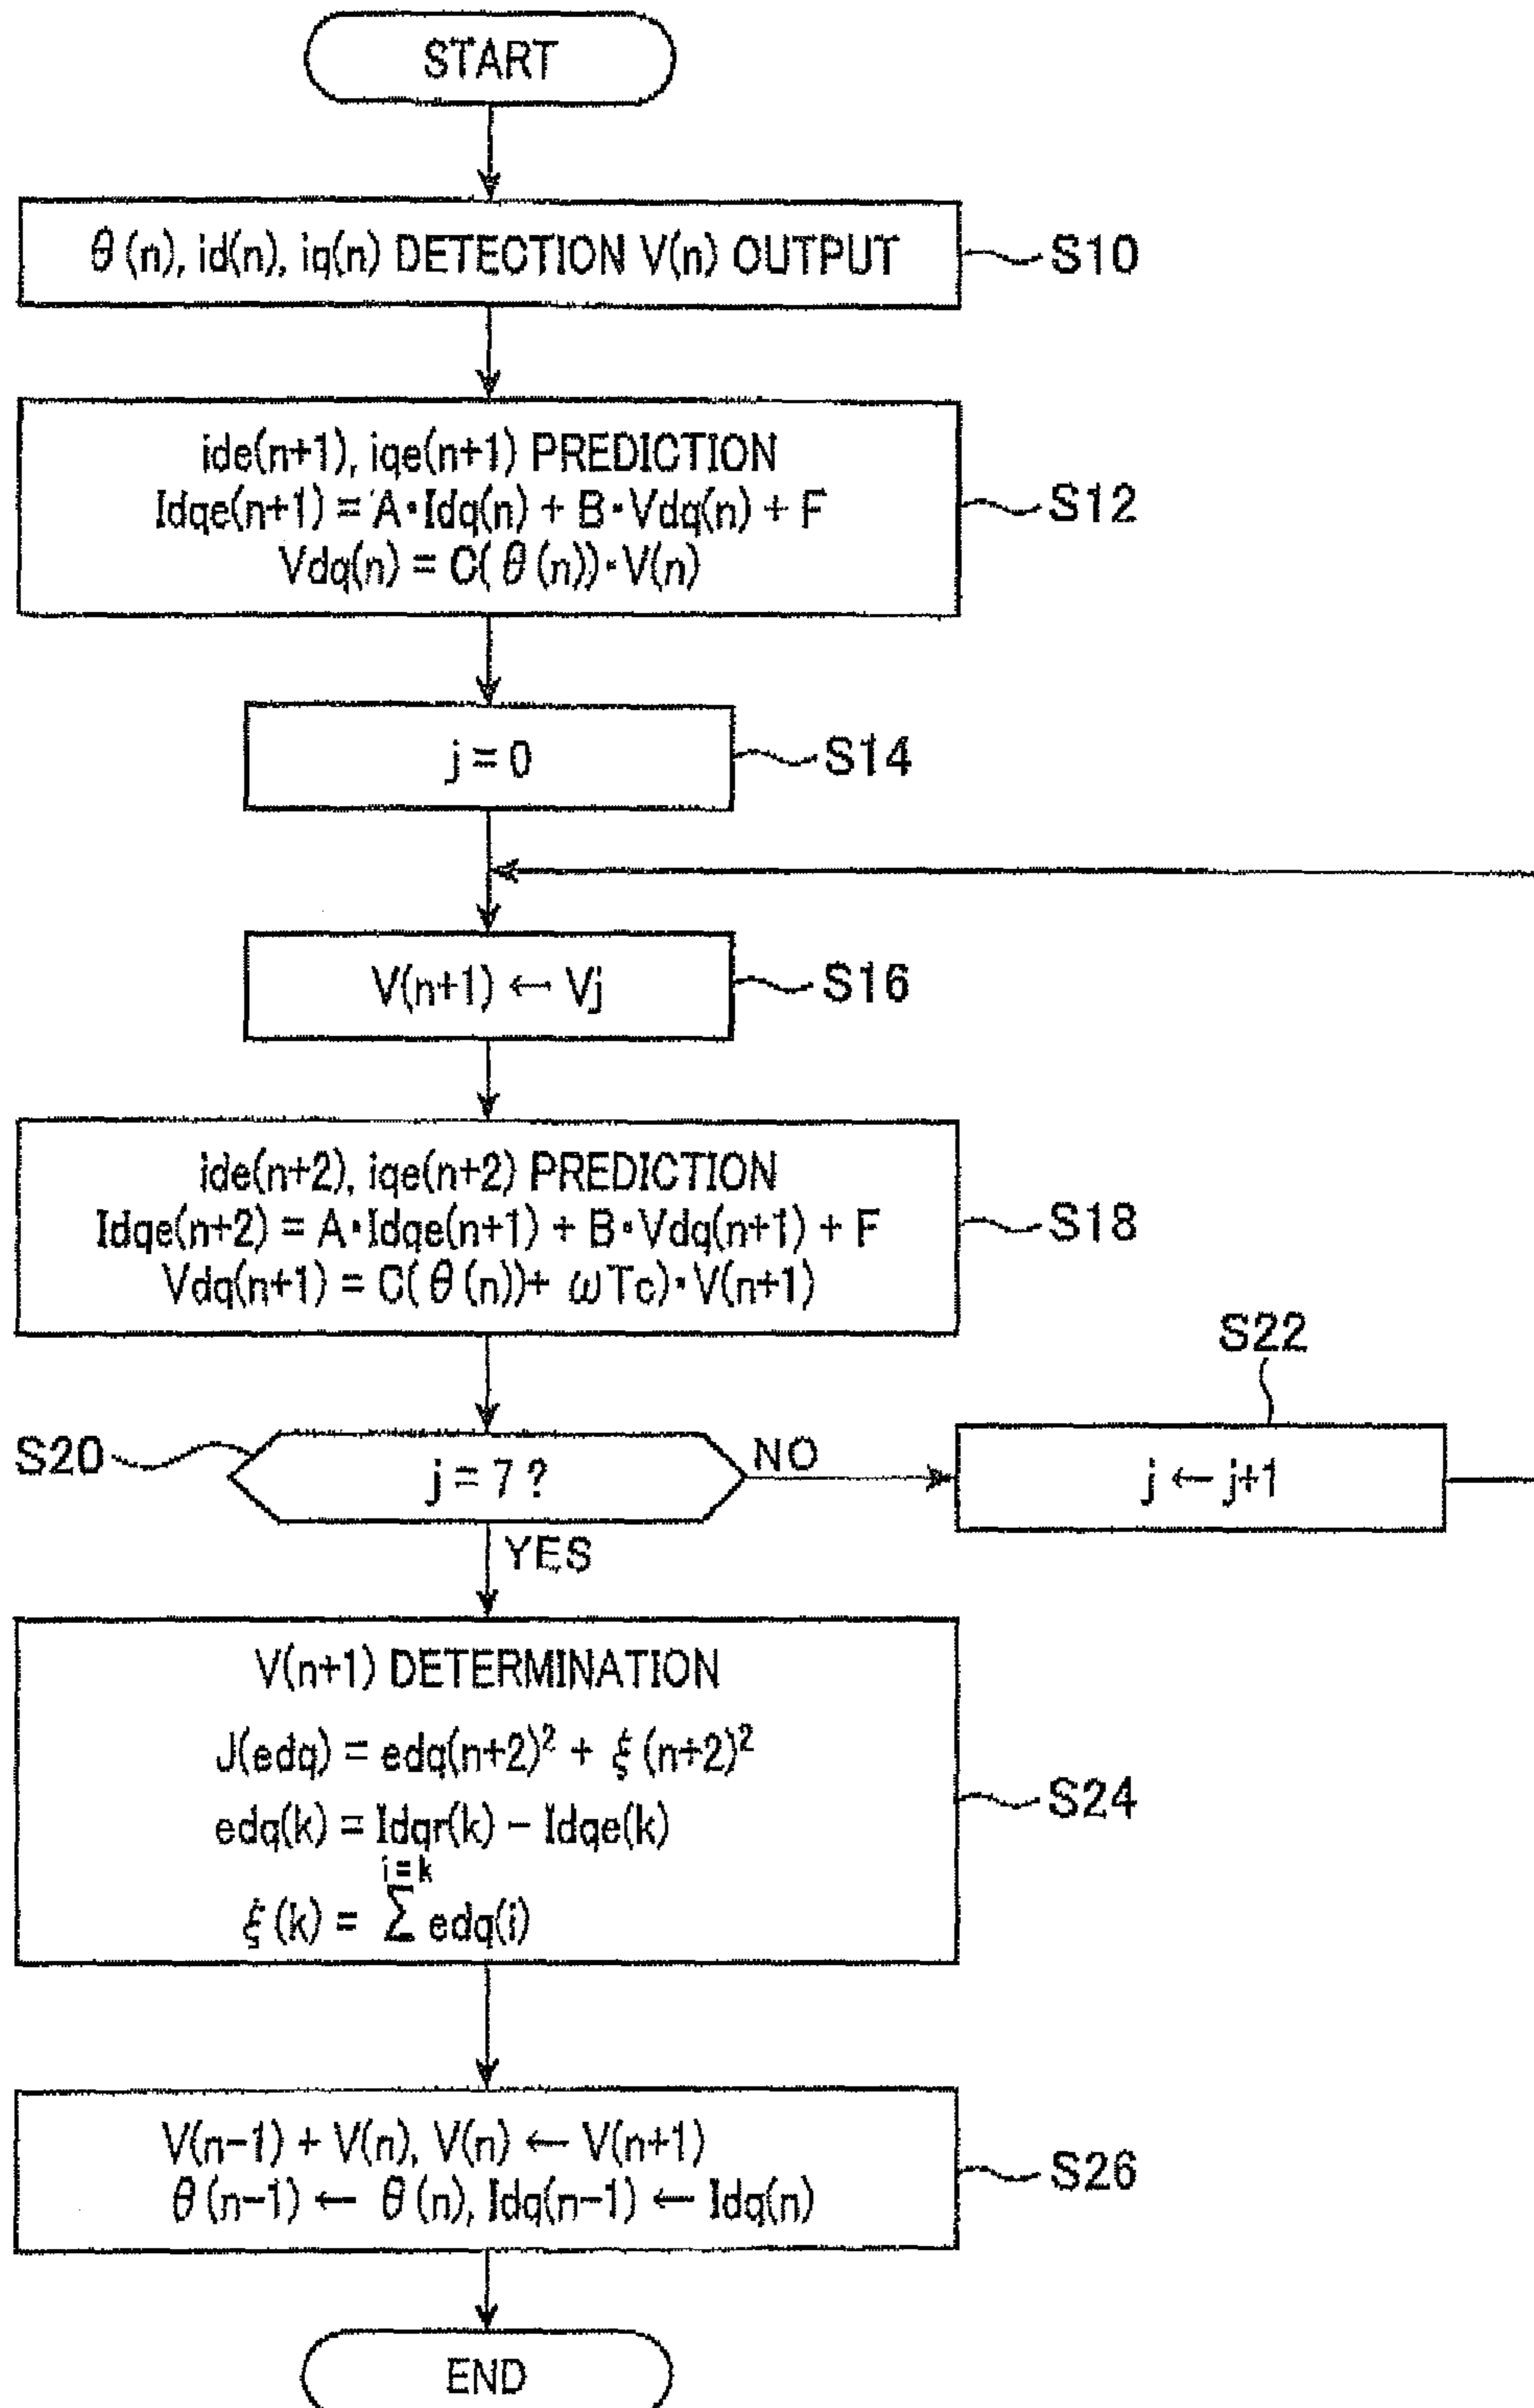 START
θ(n), id(n), iq(n) DETECTION V(n) OUTPUT
S10
ide(n+1), iqe(n+1) PREDICTION
Idqe(n+1) = A･Idq(n) + B･Vdq(n) + F
Vdq(n) = C(θ(n))･V(n)
S12
j = 0
S14
V(n+1) ← Vj
S16
ide(n+2), iqe(n+2) PREDICTION
Idqe(n+2) = A･Idqe(n+1) + B･Vdq(n+1) + F
Vdq(n+1) = C(θ(n))+ ωTc)･V(n+1)
S18
S20
j = 7 ?
NO
S22
j ← j+1
YES
V(n+1) DETERMINATION
J(edq) = edq(n+2)² + ξ(n+2)²
edq(k) = Idqr(k) − Idqe(k)
i = k
ξ(k) = Σ edq(i)
S24
V(n−1) + V(n), V(n) ← V(n+1)
θ(n−1) ← θ(n), Idq(n−1) ← Idq(n)
S26
END